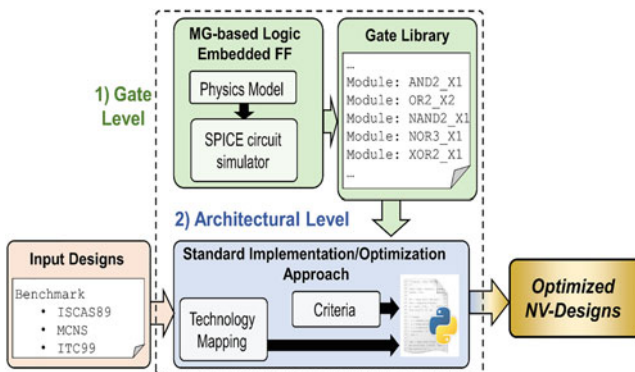 MG-based Logic
Embedded FF
Physics Model
SPICE circuit
simulator
Gate Library
…
Module: AND2_X1
Module: OR2_X2
Module: NAND2_X1
Module: NOR3_X1
Module: XOR2_X1
…
1) Gate
Level
2) Architectural Level
Input Designs
Benchmark
• ISCAS89
• MCNS
• ITC99
Standard Implementation/Optimization
Approach
Technology
Mapping
Criteria
Optimized
NV-Designs